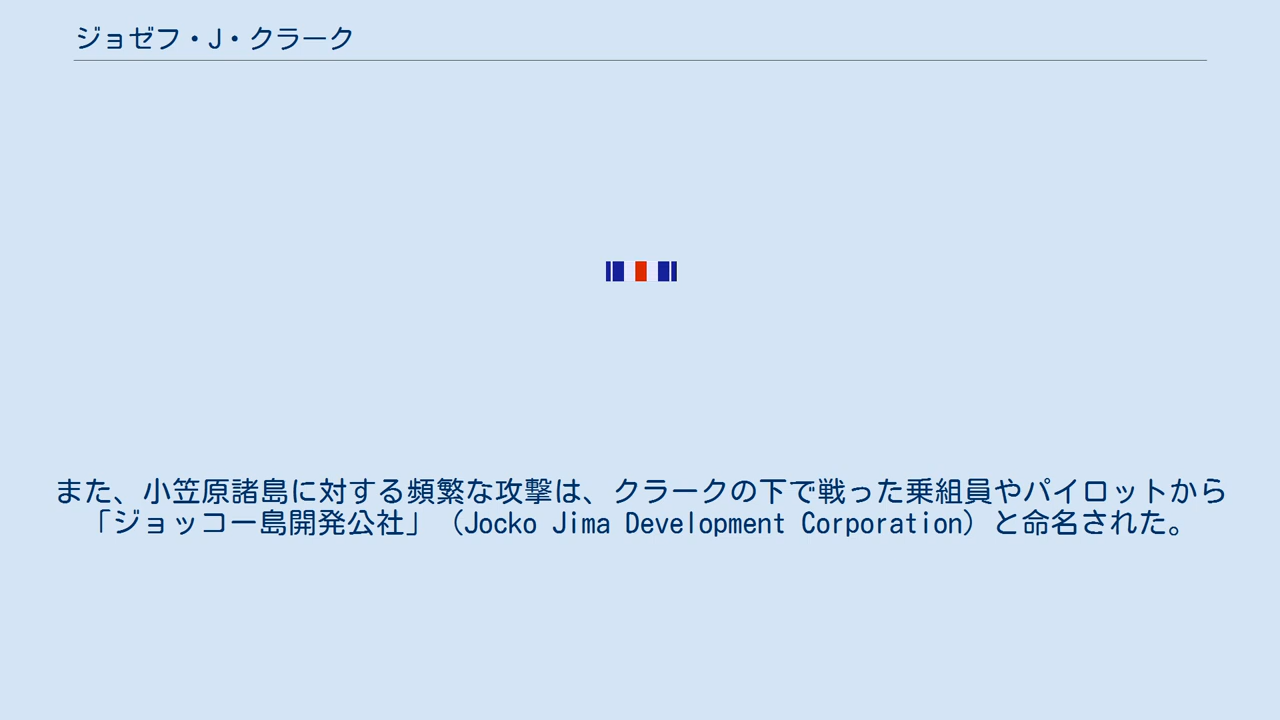 ジョゼフ・J・クラーク
また、小笠原諸島に対する頻繁な攻撃は、クラークの下で戦った乗組員やパイロットから
「ジョッコー島開発公社」（Jocko Jima Development Corporation）と命名された。